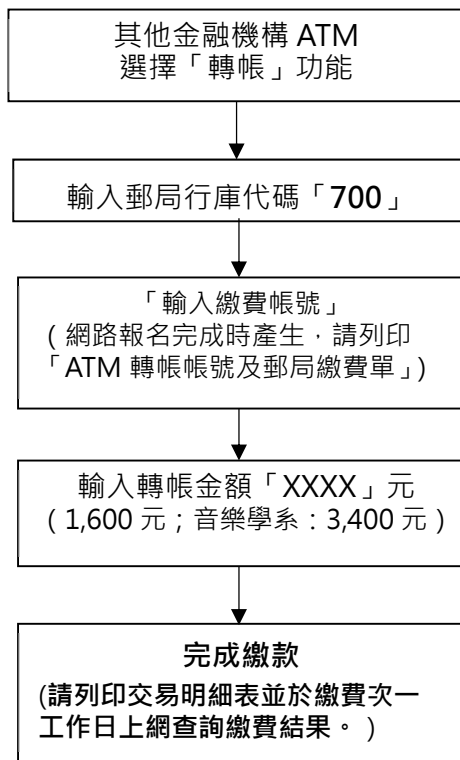 其他金融機構 ATM
選擇「轉帳」功能
輸入郵局行庫代碼「700」
「輸入繳費帳號」
(網路報名完成時產生，請列印
「ATM 轉帳帳號及郵局繳費單」)
輸入轉帳金額「XXXX」元
(1,600 元；音樂學系：3,400 元)
完成繳款
(請列印交易明細表並於繳費次一
工作日上網查詢繳費結果。)